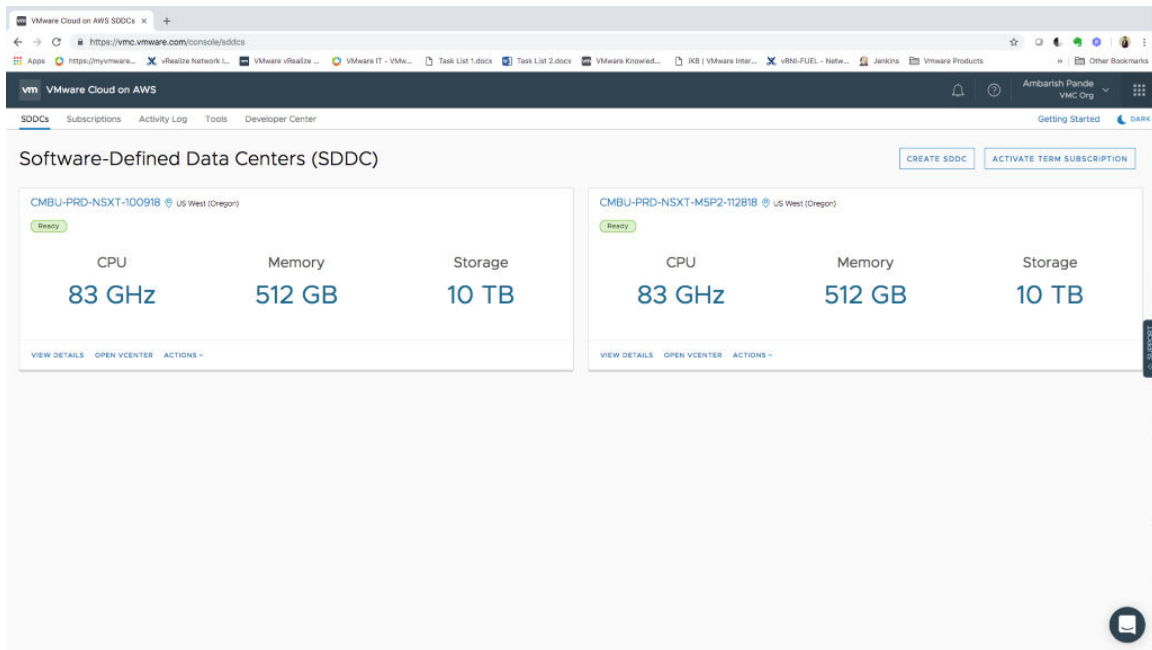 vm VMware Cloud on AWS SDDCs × +
https://vmc.vmware.com/console/sddcs
Apps https://myvmware... vRealize Network I... VMware vRealize ... VMware IT - VMw... Task List 1.docx Task List 2.docx VMware Knowled... IKB | VMware Inter... vRNI-FUEL - Netw... Jenkins Vmware Products » Other Bookmarks
vm VMware Cloud on AWS
Ambarish Pande
VMC Org
SDDCs Subscriptions Activity Log Tools Developer Center Getting Started DARK
Software-Defined Data Centers (SDDC) CREATE SDDC ACTIVATE TERM SUBSCRIPTION
CMBU-PRD-NSXT-100918 US West (Oregon)
Ready
CPU Memory Storage
83 GHz 512 GB 10 TB
VIEW DETAILS OPEN VCENTER ACTIONS
CMBU-PRD-NSXT-M5P2-112818 US West (Oregon)
Ready
CPU Memory Storage
83 GHz 512 GB 10 TB
VIEW DETAILS OPEN VCENTER ACTIONS
Support